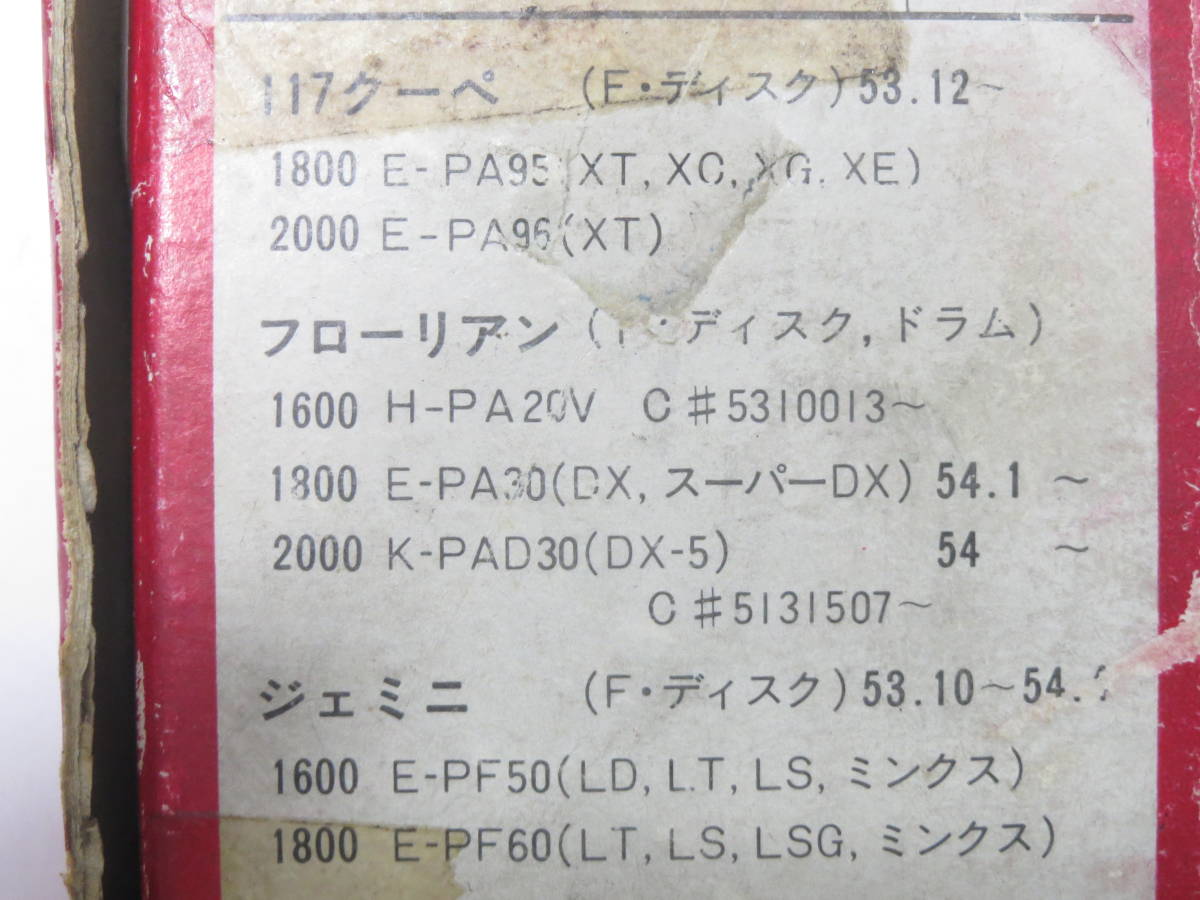 117クーペ (F・ディスク) 53.12~
1800 E-PA95(XT, XC, XG, XE)
2000 E-PA96(XT)
フローリアン (F・ディスク, ドラム)
1600 H-PA20V C#5310013~
1800 E-PA30(DX, スーパーDX) 54.1 ~
2000 K-PAD30(DX-5) 54 ~
C#5131507~
ジェミニ (F・ディスク) 53.10~54.
1600 E-PF50(LD, LT, LS, ミンクス)
1800 E-PF60(LT, LS, LSG, ミンクス)